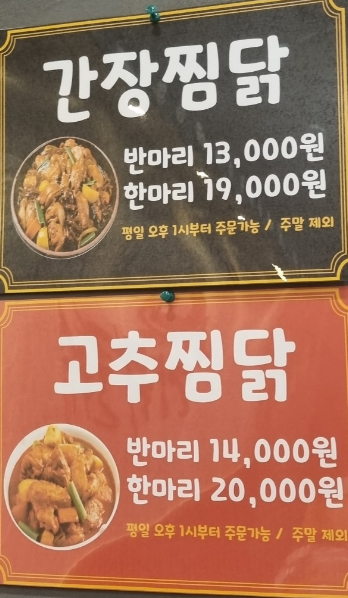 간장찜닭
반마리 13,000원
한마리 19,000원
평일 오후 1시부터 주문가능 / 주말 제외
고추찜닭
반마리 14,000원
한마리 20,000원
평일 오후 1시부터 주문가능 / 주말 제외